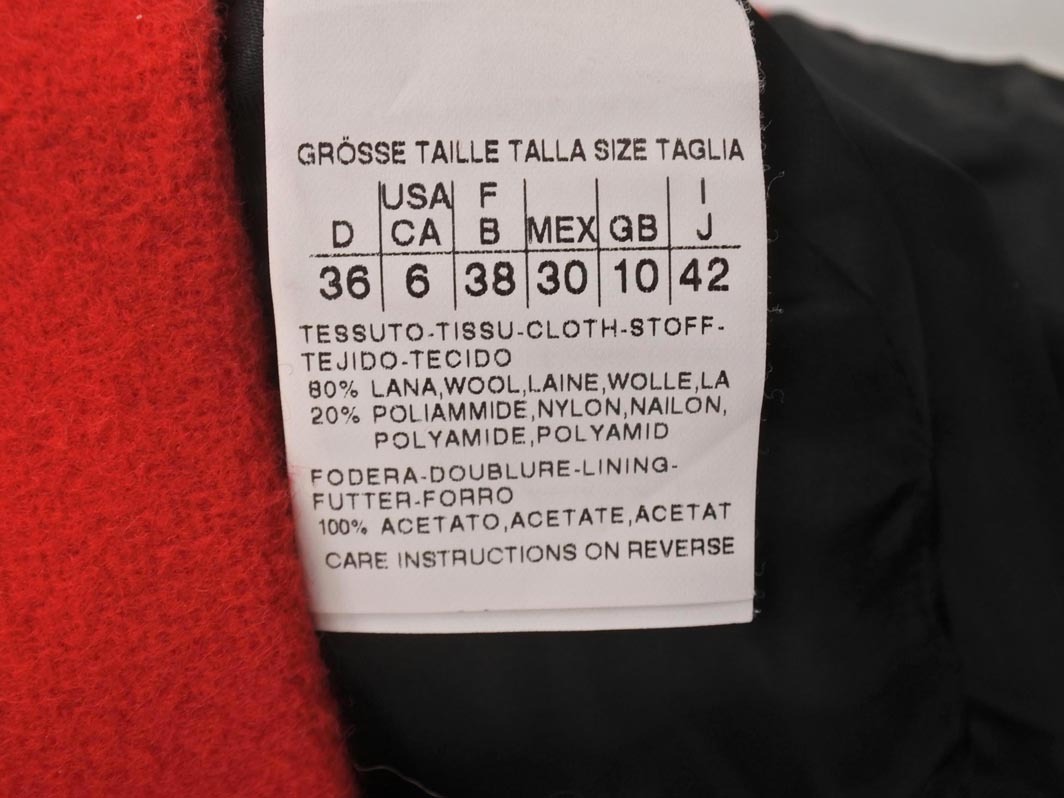 GRÖSSE TAILLE TALLA SIZE TAGLIA
USA F I
D CA B MEX GB J
36 6 38 30 10 42
TESSUTO-TISSU-CLOTH-STOFF-
TEJIDO-TECIDO
80% LANA,WOOL,LAINE,WOLLE,LA
20% POLIAMMIDE,NYLON,NAILON,
POLYAMIDE,POLYAMID
FODERA-DOUBLURE-LINING-
FUTTER-FORRO
100% ACETATO,ACETATE,ACETAT
CARE INSTRUCTIONS ON REVERSE